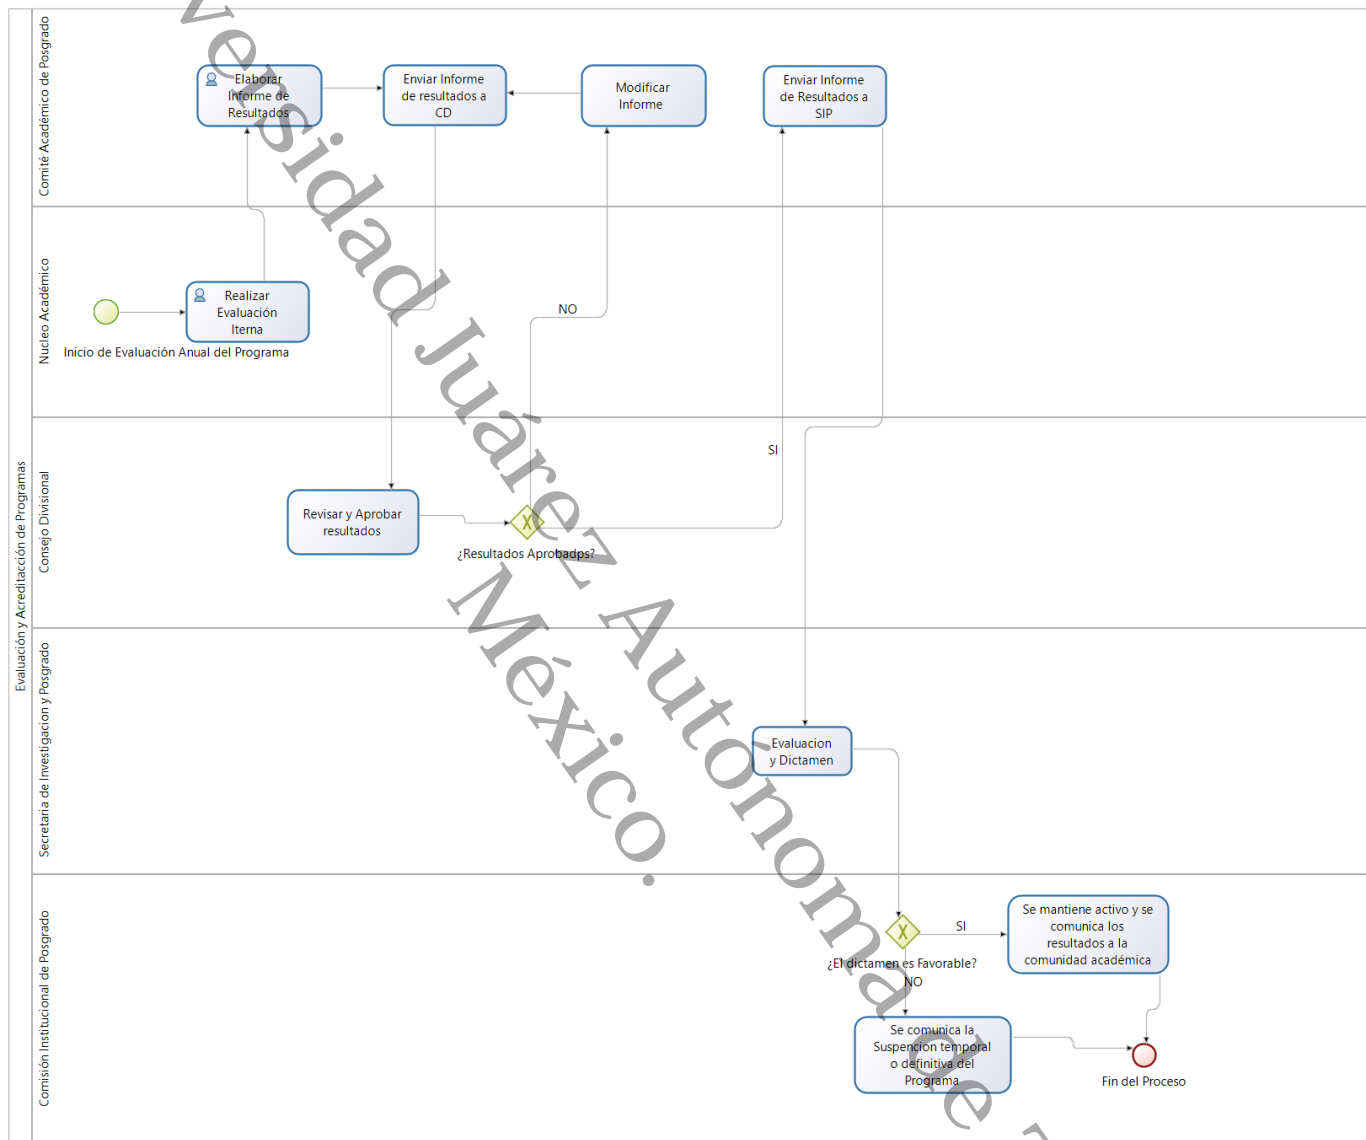 Evaluación y Acreditacción de Programas
Comité Académico de Posgrado
Elaborar
Informe de
Resultados
Enviar Informe
de resultados a
CD
Modificar
Informe
Enviar Informe
de Resultados a
SIP
Nucleo Académico
Realizar
Evaluación
Iterna
Inicio de Evaluación Anual del Programa
NO
Consejo Divisional
Revisar y Aprobar
resultados
¿Resultados Aprobadps?
SI
Secretaria de Investigacion y Posgrado
Evaluacion
y Dictamen
Comisión Institucional de Posgrado
¿El dictamen es Favorable?
SI
NO
Se mantiene activo y se
comunica los
resultados a la
comunidad académica
Se comunica la
Suspencion temporal
o definitiva del
Programa
Fin del Proceso
versidad Juárez Autónoma de
México.